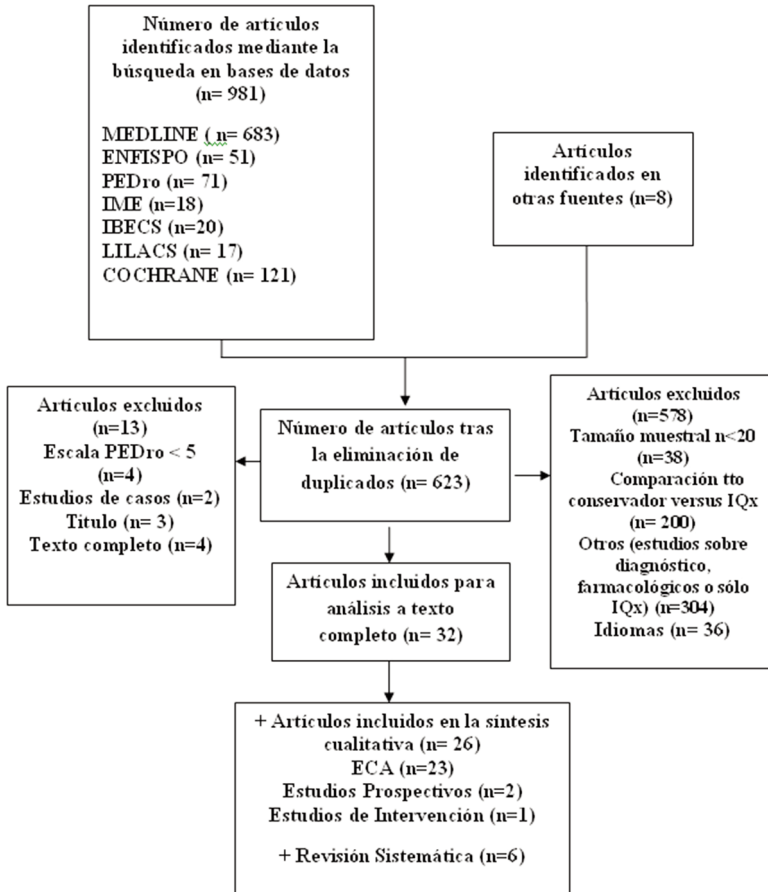 Número de artículos
identificados mediante la
búsqueda en bases de datos
(n= 981)
MEDLINE ( n= 683)
ENFISPO (n= 51)
PEDro (n= 71)
IME (n=18)
IBECS (n=20)
LILACS (n= 17)
COCHRANE (n= 121)
Artículos
identificados en
otras fuentes (n=8)
Artículos excluidos
(n=13)
Escala PEDro < 5
(n=4)
Estudios de casos (n=2)
Titulo (n= 3)
Texto completo (n=4)
Número de artículos tras
la eliminación de
duplicados (n= 623)
Artículos excluidos
(n=578)
Tamaño muestral n<20
(n=38)
Comparación tto
conservador versus IQx
(n= 200)
Otros (estudios sobre
diagnóstico,
farmacológicos o sólo
IQx) (n=304)
Idiomas (n= 36)
Artículos incluidos para
análisis a texto
completo (n= 32)
+ Artículos incluidos en la síntesis
cualitativa (n= 26)
ECA (n=23)
Estudios Prospectivos (n=2)
Estudios de Intervención (n=1)
+ Revisión Sistemática (n=6)